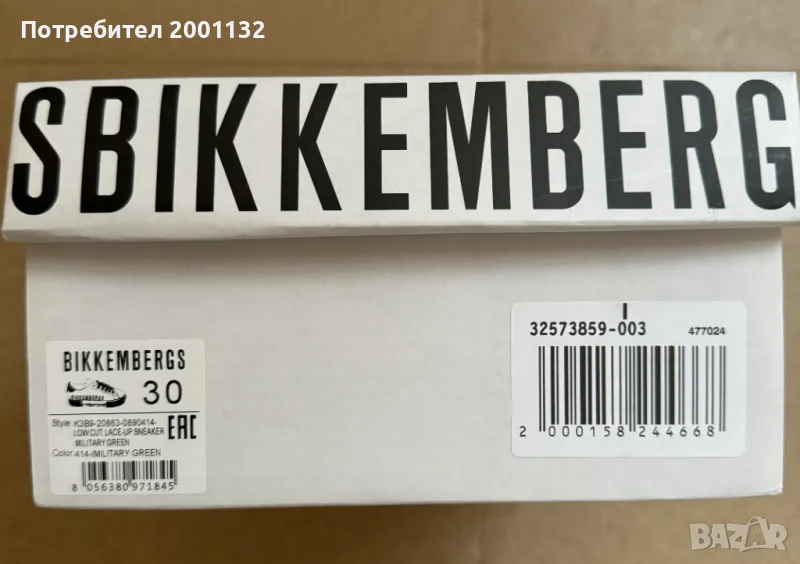 Потребител 2001132
SBIKKEMBERG
32573859-003 477024
2 000158 244668
BIKKEMBERGS
30
Style: K3B9-20863-0890414-
LOW CUT LACE-UP SNEAKER
/MILITARY GREEN
Color: 414-/MILITARY GREEN
EAC
8 056380 971845
BAZAR